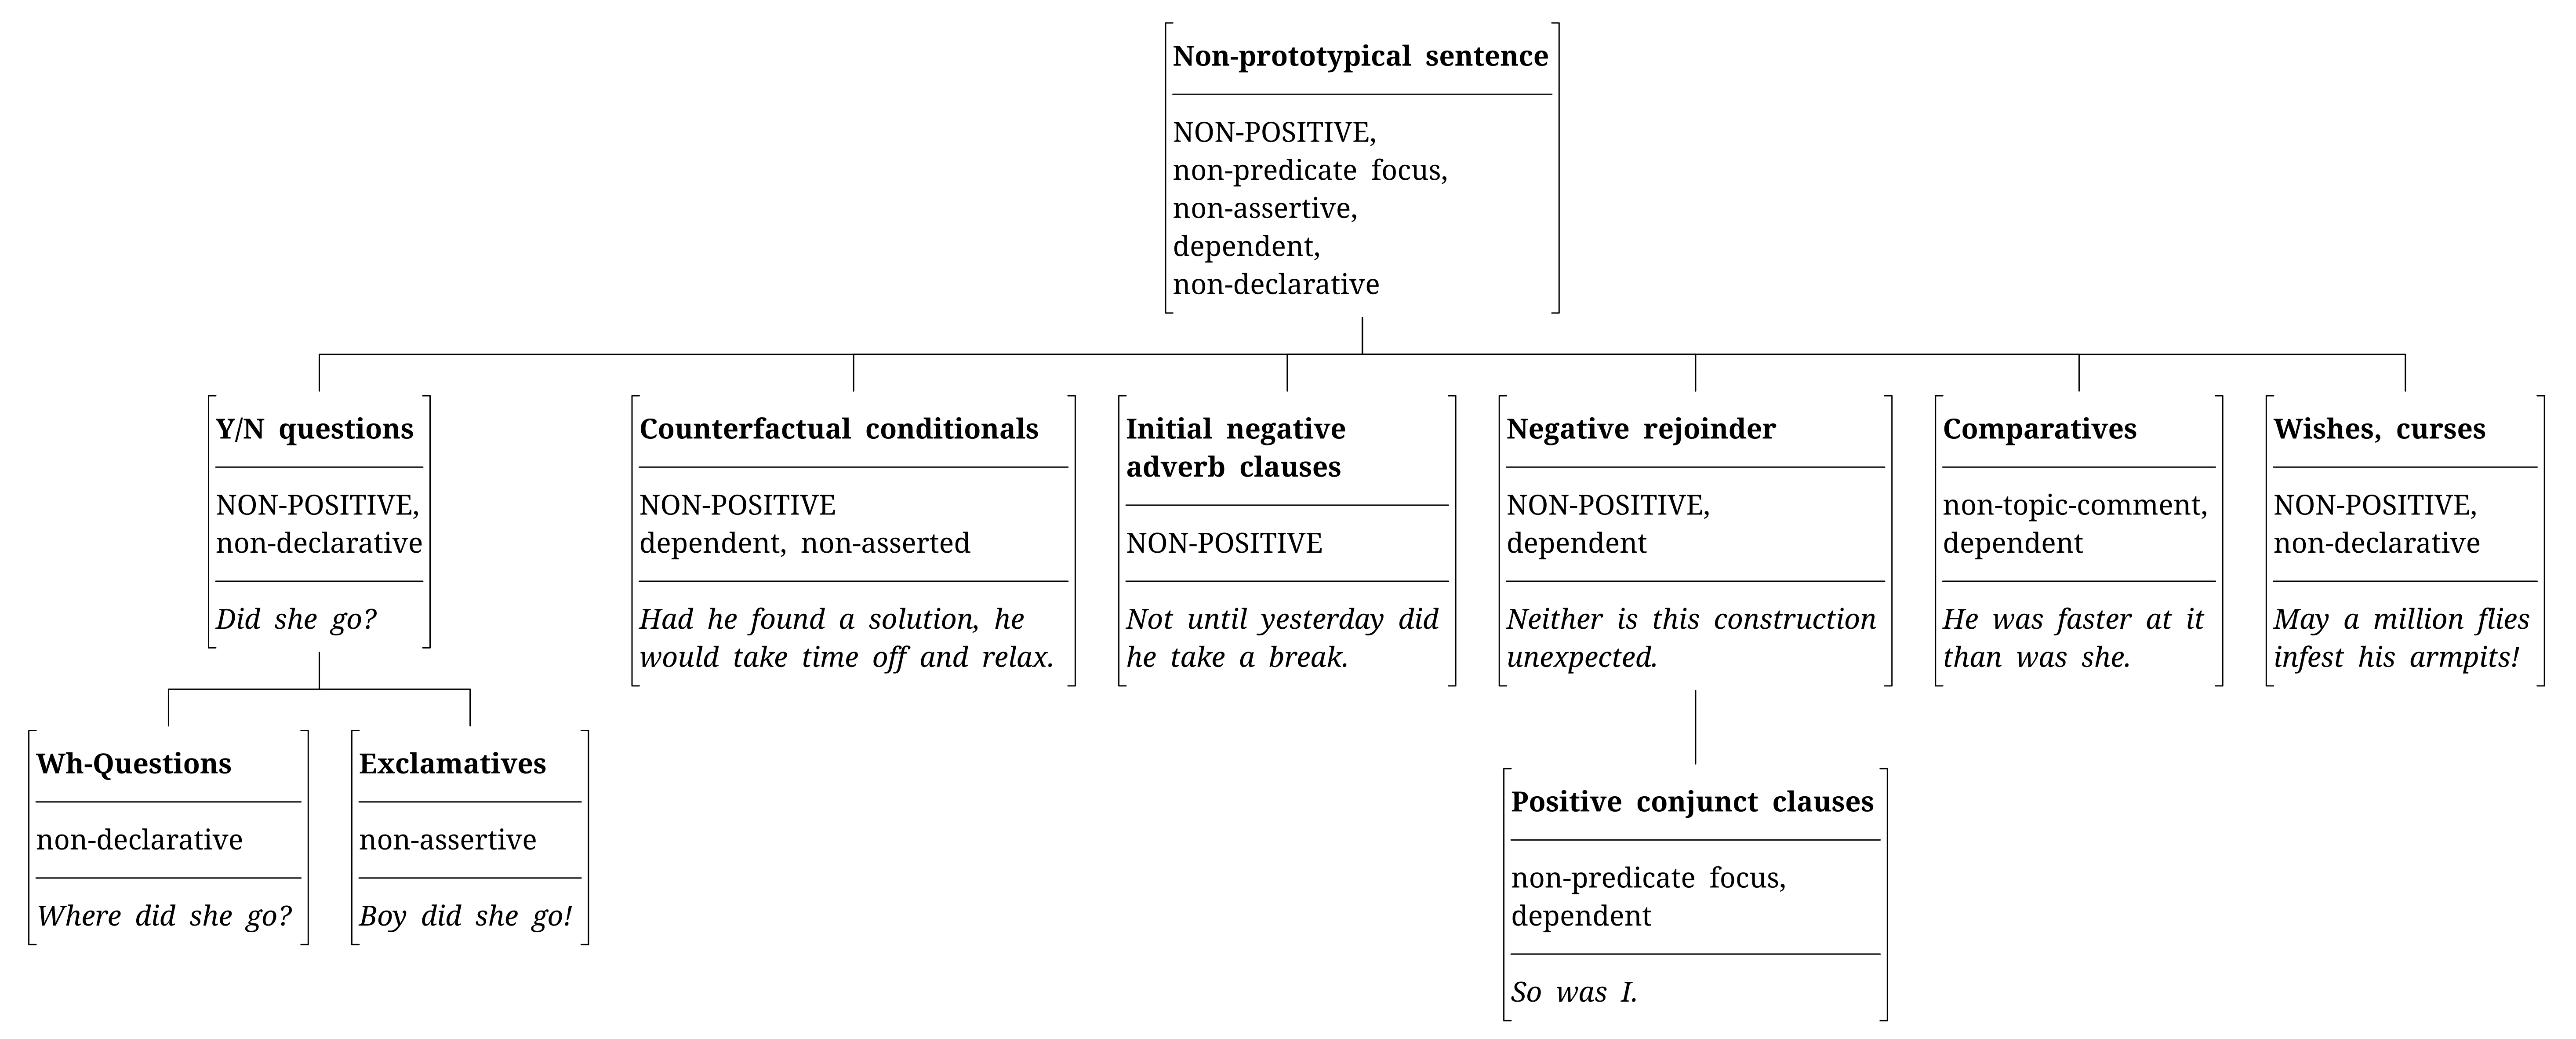 Non-prototypical sentence
NON-POSITIVE,
non-predicate focus,
non-assertive,
dependent,
non-declarative
Y/N questions
NON-POSITIVE,
non-declarative
Did she go?
Counterfactual conditionals
NON-POSITIVE
dependent, non-asserted
Had he found a solution, he
would take time off and relax.
Initial negative
adverb clauses
NON-POSITIVE
Not until yesterday did
he take a break.
Negative rejoinder
NON-POSITIVE,
dependent
Neither is this construction
unexpected.
Comparatives
non-topic-comment,
dependent
He was faster at it
than was she.
Wishes, curses
NON-POSITIVE,
non-declarative
May a million flies
infest his armpits!
Wh-Questions
non-declarative
Where did she go?
Exclamatives
non-assertive
Boy did she go!
Positive conjunct clauses
non-predicate focus,
dependent
So was I.